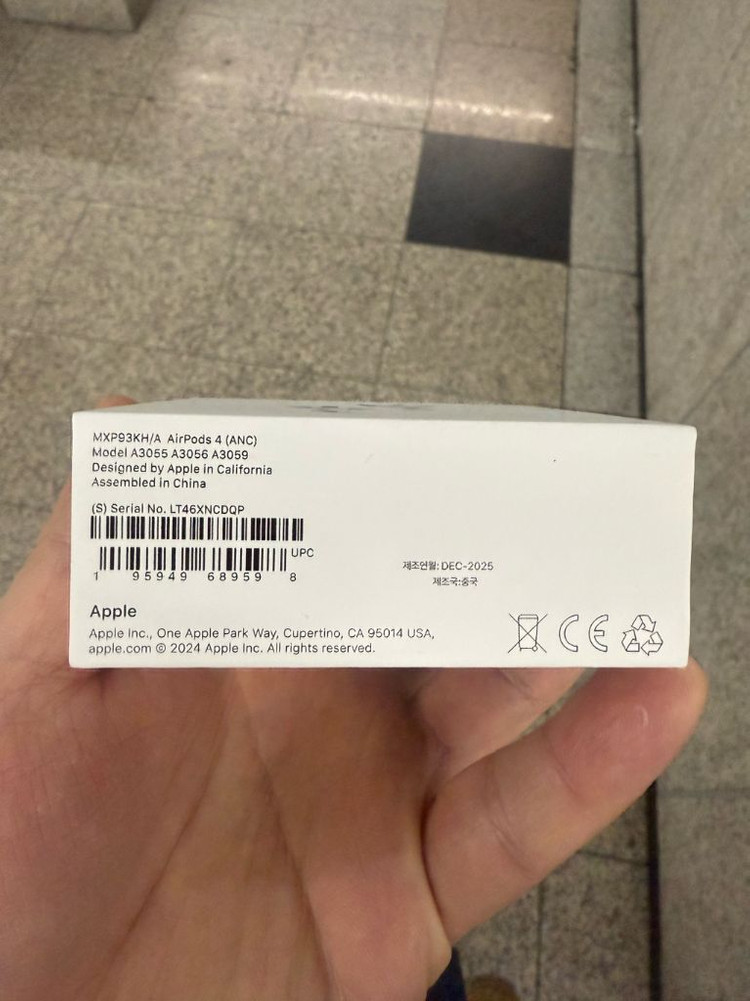 MXP93KH/A AirPods 4 (ANC)
Model A3055 A3056 A3059
Designed by Apple in California
Assembled in China
(S) Serial No. LT46XNCDQP
UPC
1 95949 68959 8
제조연월: DEC-2025
제조국:중국
Apple
Apple Inc., One Apple Park Way, Cupertino, CA 95014 USA,
apple.com © 2024 Apple Inc. All rights reserved.
CE